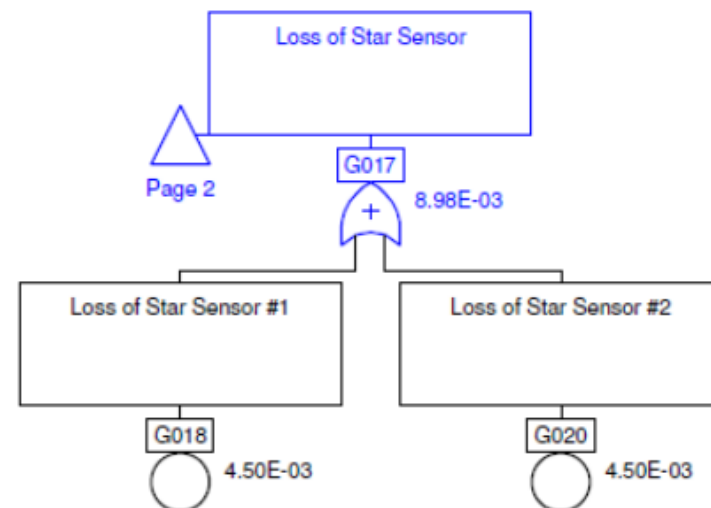 Loss of Star Sensor
G017
Page 2
8.98E-03
+
Loss of Star Sensor #1
Loss of Star Sensor #2
G018
G020
4.50E-03
4.50E-03